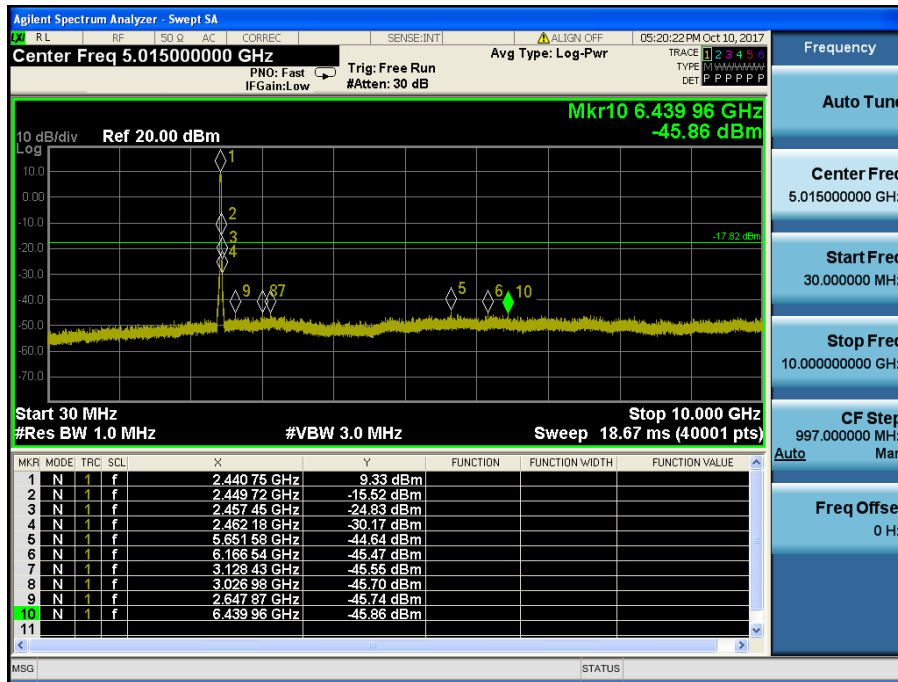 Agilent Spectrum Analyzer - Swept SA
LXI RL RF 50 Ω AC CORREC SENSE:INT ALIGN OFF 05:20:22 PM Oct 10, 2017
Center Freq 5.015000000 GHz
PNO: Fast
IFGain:Low
Trig: Free Run
#Atten: 30 dB
Avg Type: Log-Pwr
TRACE 1 2 3 4 5 6
TYPE M W W W W W
DET P P P P P P
Mkr10 6.439 96 GHz
-45.86 dBm
10 dB/div Ref 20.00 dBm
Log
10.0
0.00
-10.0
-20.0
-30.0
-40.0
-50.0
-60.0
-70.0
1
2
3
4
9
8 7
5
6
10
-17.82 dBm
Start 30 MHz Stop 10.000 GHz
#Res BW 1.0 MHz #VBW 3.0 MHz Sweep 18.67 ms (40001 pts)
MKR MODE TRC SCL X Y FUNCTION FUNCTION WIDTH FUNCTION VALUE
1 N 1 f 2.440 75 GHz 9.33 dBm
2 N 1 f 2.449 72 GHz -15.52 dBm
3 N 1 f 2.457 45 GHz -24.83 dBm
4 N 1 f 2.462 18 GHz -30.17 dBm
5 N 1 f 5.651 58 GHz -44.64 dBm
6 N 1 f 6.166 54 GHz -45.47 dBm
7 N 1 f 3.128 43 GHz -45.55 dBm
8 N 1 f 3.026 98 GHz -45.70 dBm
9 N 1 f 2.647 87 GHz -45.74 dBm
10 N 1 f 6.439 96 GHz -45.86 dBm
11
MSG STATUS
Frequency
Auto Tun
Center Fre
5.015000000 GH
Start Fre
30.000000 MH
Stop Fre
10.000000000 GH
CF Step
997.000000 MH
Auto Ma
Freq Offse
0 H